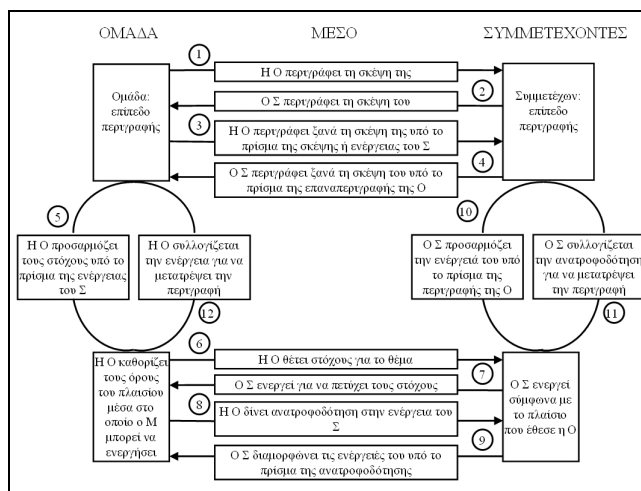 ΟΜΑΔΑ
ΜΕΣΟ
ΣΥΜΜΕΤΕΧΟΝΤΕΣ
1
Η Ο περιγράφει τη σκέψη της
Ομάδα:
επίπεδο
περιγραφής
Συμμετέχων:
επίπεδο
περιγραφής
2
Ο Σ περιγράφει τη σκέψη του
3
Η Ο περιγράφει ξανά τη σκέψη της υπό το
πρίσμα της σκέψης ή ενέργειας του Σ
4
Ο Σ περιγράφει ξανά τη σκέψη του υπό το
πρίσμα της επαναπεριγραφής της Ο
5
Η Ο προσαρμόζει
τους στόχους υπό το
πρίσμα της ενέργειας
του Σ
Η Ο συλλογίζεται
την ενέργεια για να
μετατρέψει την
περιγραφή
12
10
Ο Σ προσαρμόζει
την ενέργειά του υπό
το πρίσμα της
περιγραφής της Ο
Ο Σ συλλογίζεται
την ανατροφοδότηση
για να μετατρέψει
την περιγραφή
11
6
Η Ο θέτει στόχους για το θέμα
Η Ο καθορίζει
τους όρους
του πλαισίου
μέσα στο
οποίο ο Μ
μπορεί να
ενεργήσει
7
Ο Σ ενεργεί για να πετύχει τους στόχους
Ο Σ ενεργεί
σύμφωνα με
το πλαίσιο
που έθεσε η Ο
8
Η Ο δίνει ανατροφοδότηση στην ενέργεια του
Σ
9
Ο Σ διαμορφώνει τις ενέργειές του υπό το
πρίσμα της ανατροφοδότησης